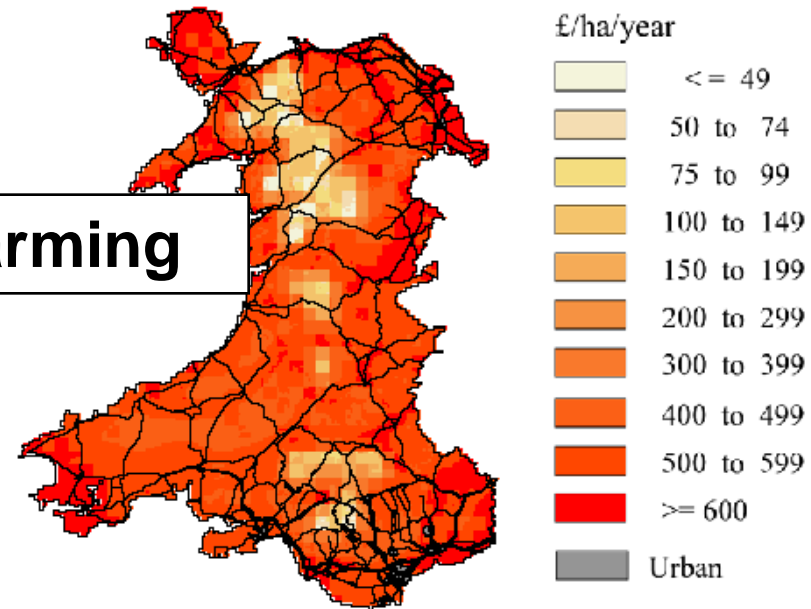 £/ha/year
<= 49
50 to 74
75 to 99
arming
100 to 149
150 to 199
200 to 299
300 to 399
400 to 499
500 to 599
>= 600
Urban